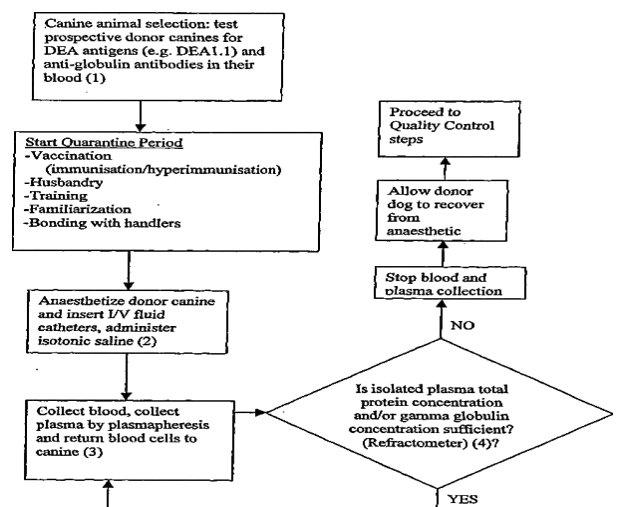 Canine animal selection: test
prospective donor canines for
DEA antigens (e.g. DEA1.1) and
anti-globulin antibodies in their
blood (1)
Start Quarantine Period
-Vaccination
(immunisation/hyperimmunisation)
-Husbandry
-Training
-Familiarization
-Bonding with handlers
Anaesthetize donor canine
and insert I/V fluid
catheters, administer
isotonic saline (2)
Collect blood, collect
plasma by plasmapheresis
and return blood cells to
canine (3)
Is isolated plasma total
protein concentration
and/or gamma globulin
concentration sufficient?
(Refractometer) (4)?
YES
NO
Stop blood and
plasma collection
Allow donor
dog to recover
from
anaesthetic
Proceed to
Quality Control
steps